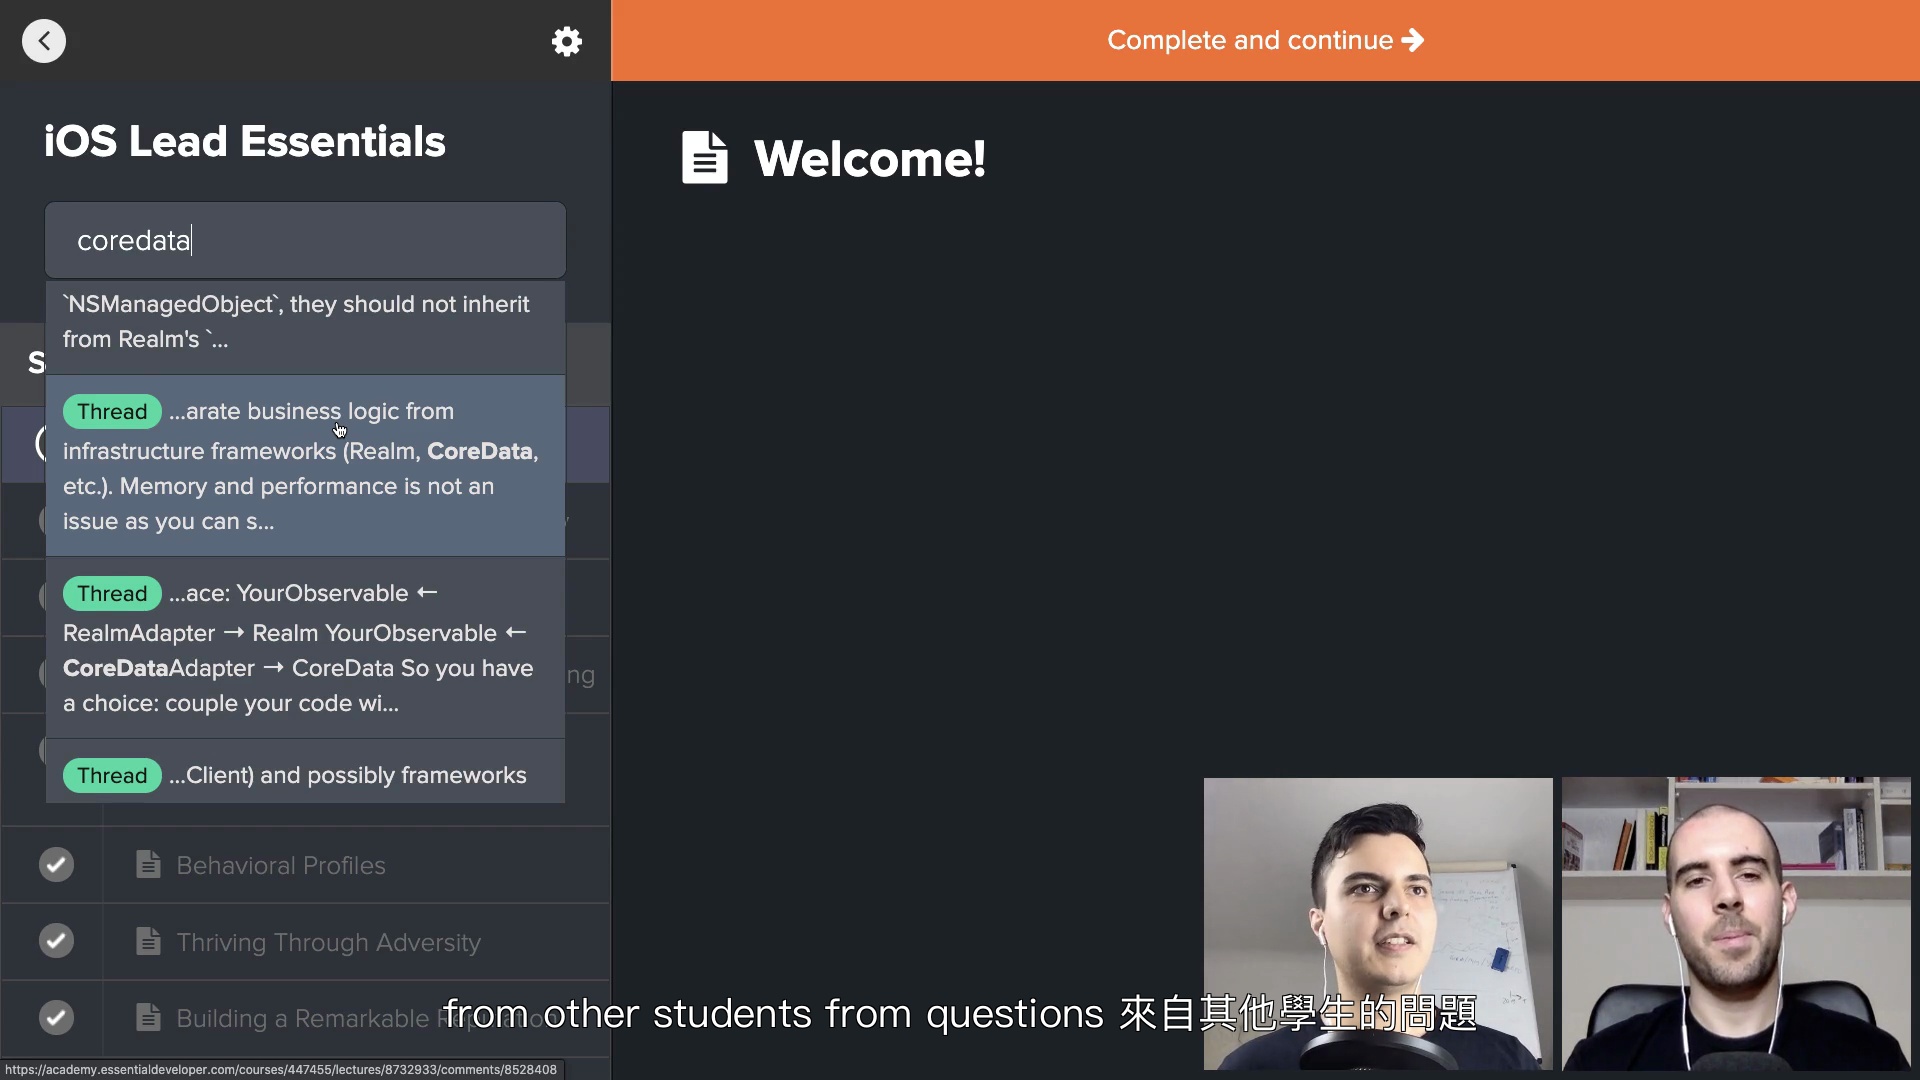 Complete and continue →
iOS Lead Essentials
Welcome!
coredata
`NSManagedObject`, they should not inherit
from Realm's `...
S
Thread ...arate business logic from
infrastructure frameworks (Realm, CoreData,
etc.). Memory and performance is not an
issue as you can s...
Thread ...ace: YourObservable ←
RealmAdapter → Realm YourObservable ←
CoreDataAdapter → CoreData So you have
a choice: couple your code wi...
ng
Thread ...Client) and possibly frameworks
Behavioral Profiles
Thriving Through Adversity
Building a Remarkable
from other students from questions 來自其他學生的問題
https://academy.essentialdeveloper.com/courses/447455/lectures/8732933/comments/8528408